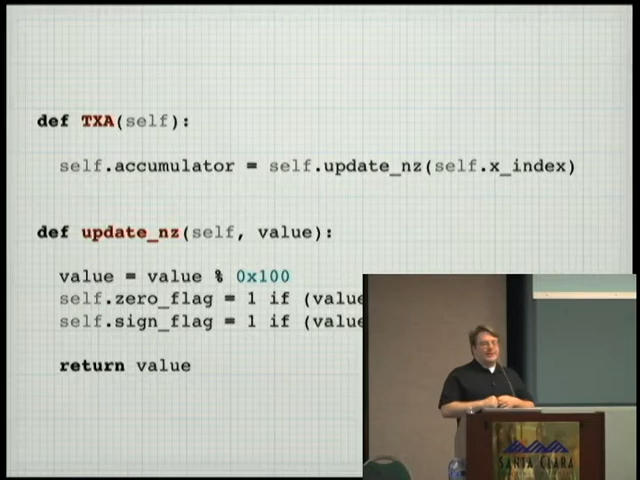 def TXA(self):
self.accumulator = self.update_nz(self.x_index)
def update_nz(self, value):
value = value % 0x100
self.zero_flag = 1 if (value
self.sign_flag = 1 if (value
return value
SANTA CLARA